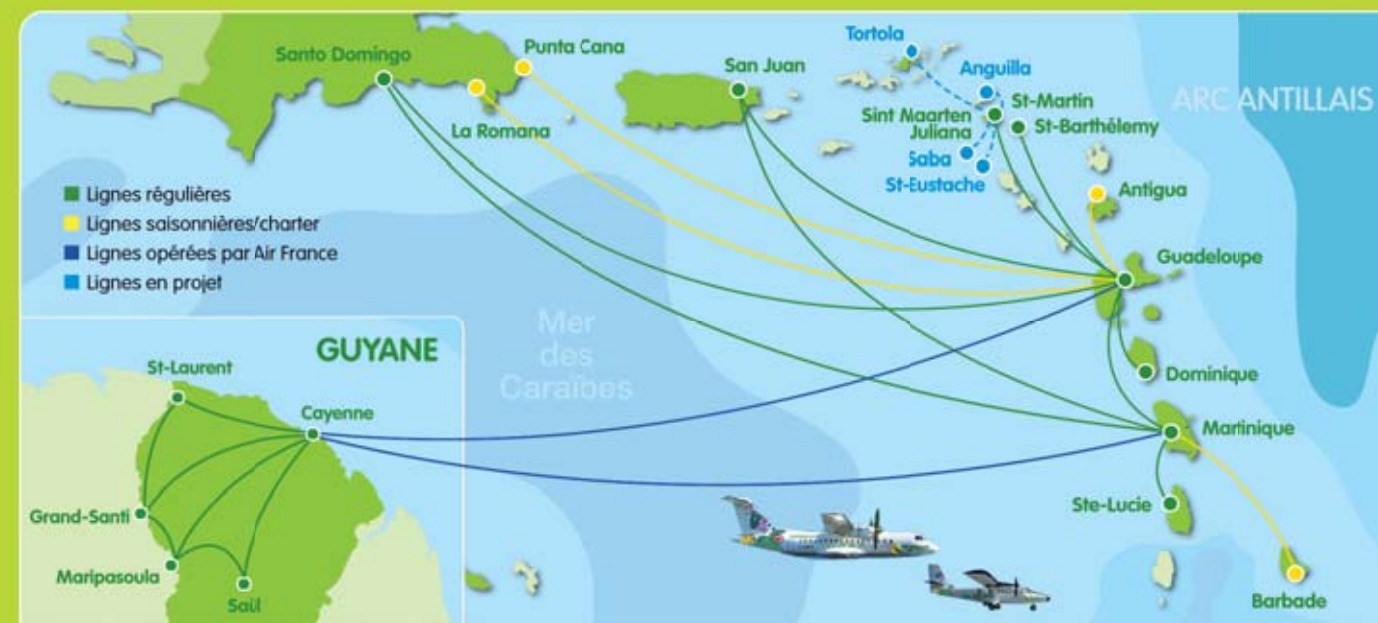 Tortola
Punta Cana
Santo Domingo
San Juan
Anguilla
ARC ANTILLAIS
St-Martin
Sint Maarten
Juliana
St-Barthélemy
La Romana
Saba
St-Eustache
Antigua
Lignes régulières
Lignes saisonnières/charter
Lignes opérées par Air France
Lignes en projet
Guadeloupe
Mer
des
Caraïbes
GUYANE
St-Laurent
Cayenne
Dominique
Martinique
Grand-Santi
Ste-Lucie
Maripasoula
Saül
Barbade